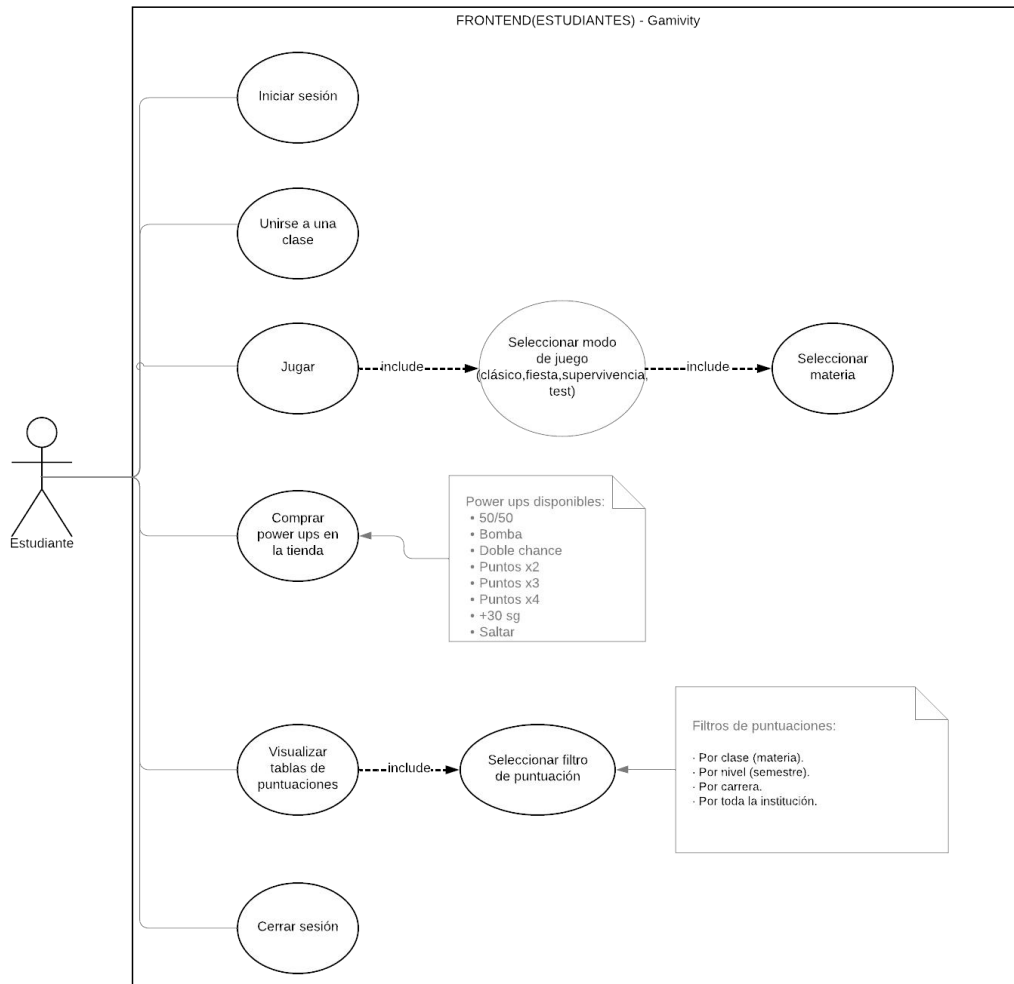 FRONTEND(ESTUDIANTES) - Gamivity
Iniciar sesión
Unirse a una
clase
Jugar
include
Seleccionar modo
de juego
(clásico,fiesta,supervivencia,
test)
include
Seleccionar
materia
Estudiante
Comprar
power ups en
la tienda
Power ups disponibles:
• 50/50
• Bomba
• Doble chance
• Puntos x2
• Puntos x3
• Puntos x4
• +30 sg
• Saltar
Visualizar
tablas de
puntuaciones
include
Seleccionar filtro
de puntuación
Filtros de puntuaciones:
· Por clase (materia).
· Por nivel (semestre).
· Por carrera.
· Por toda la institución.
Cerrar sesión